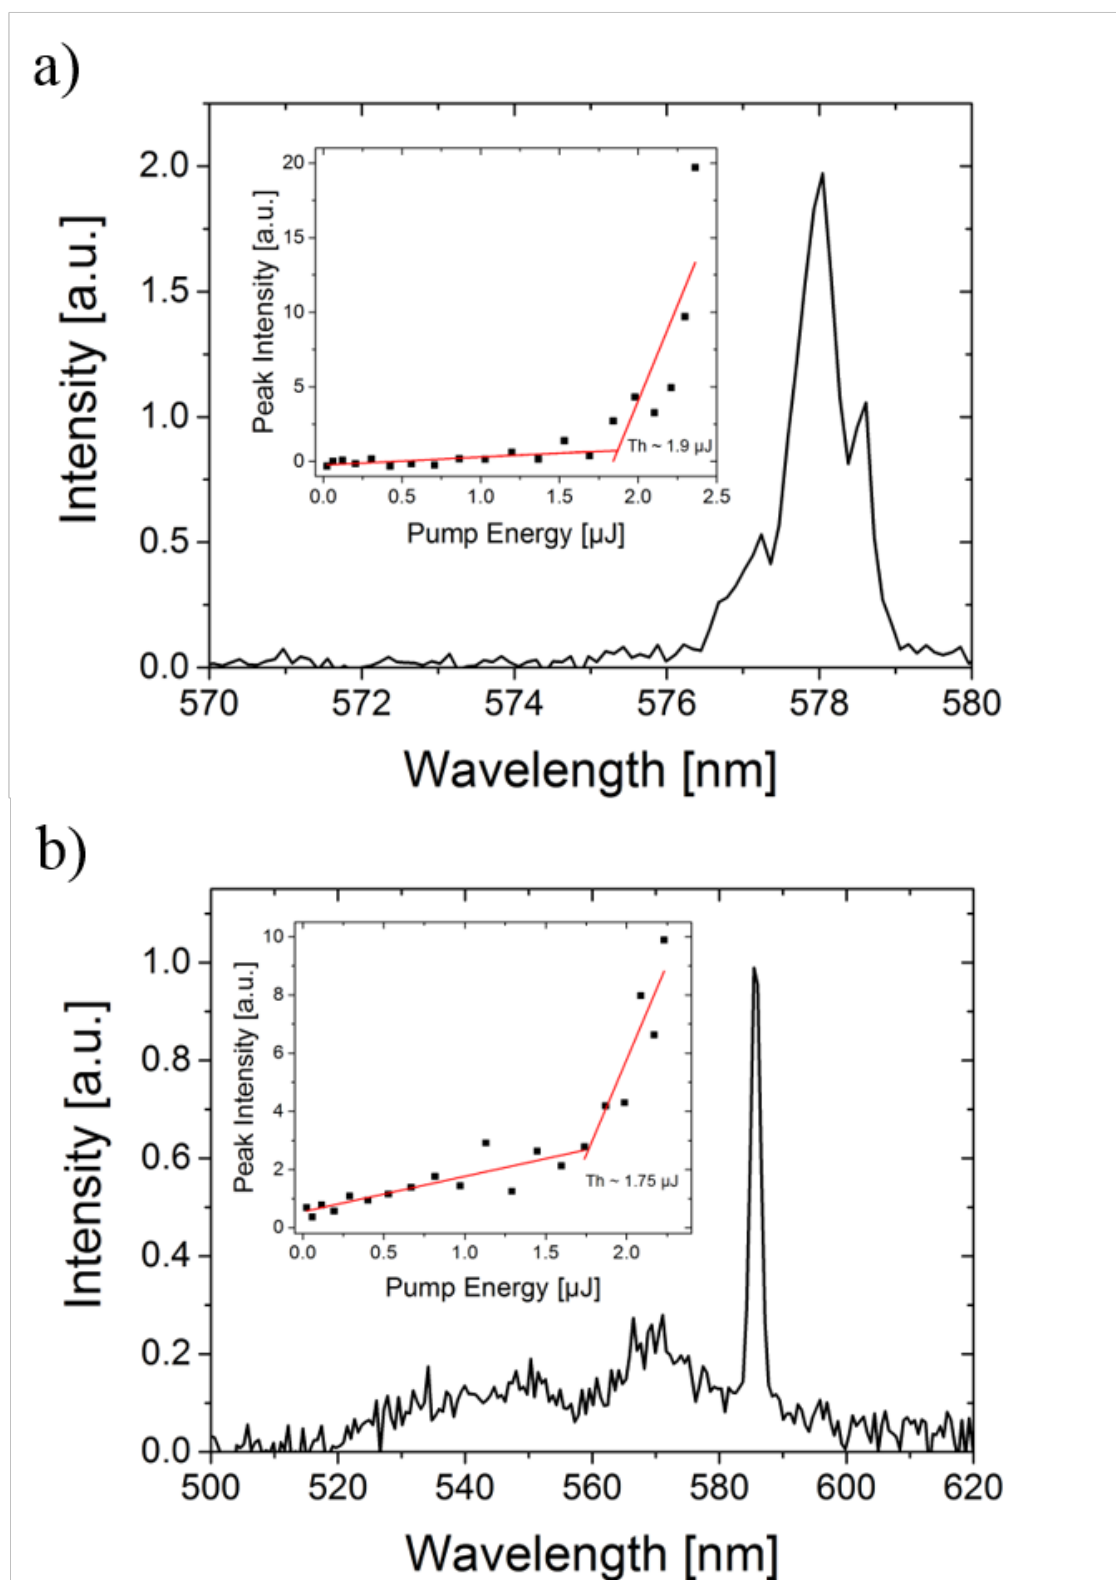 a)
Intensity [a.u.]
2.0
1.5
1.0
0.5
0.0
570 572 574 576 578 580
Wavelength [nm]
Peak Intensity [a.u.]
20
15
10
5
0
Th ~ 1.9 µJ
0.0 0.5 1.0 1.5 2.0 2.5
Pump Energy [µJ]
b)
Intensity [a.u.]
1.0
0.8
0.6
0.4
0.2
0.0
500 520 540 560 580 600 620
Wavelength [nm]
Peak Intensity [a.u.]
10
8
6
4
2
0
Th ~ 1.75 µJ
0.0 0.5 1.0 1.5 2.0
Pump Energy [µJ]